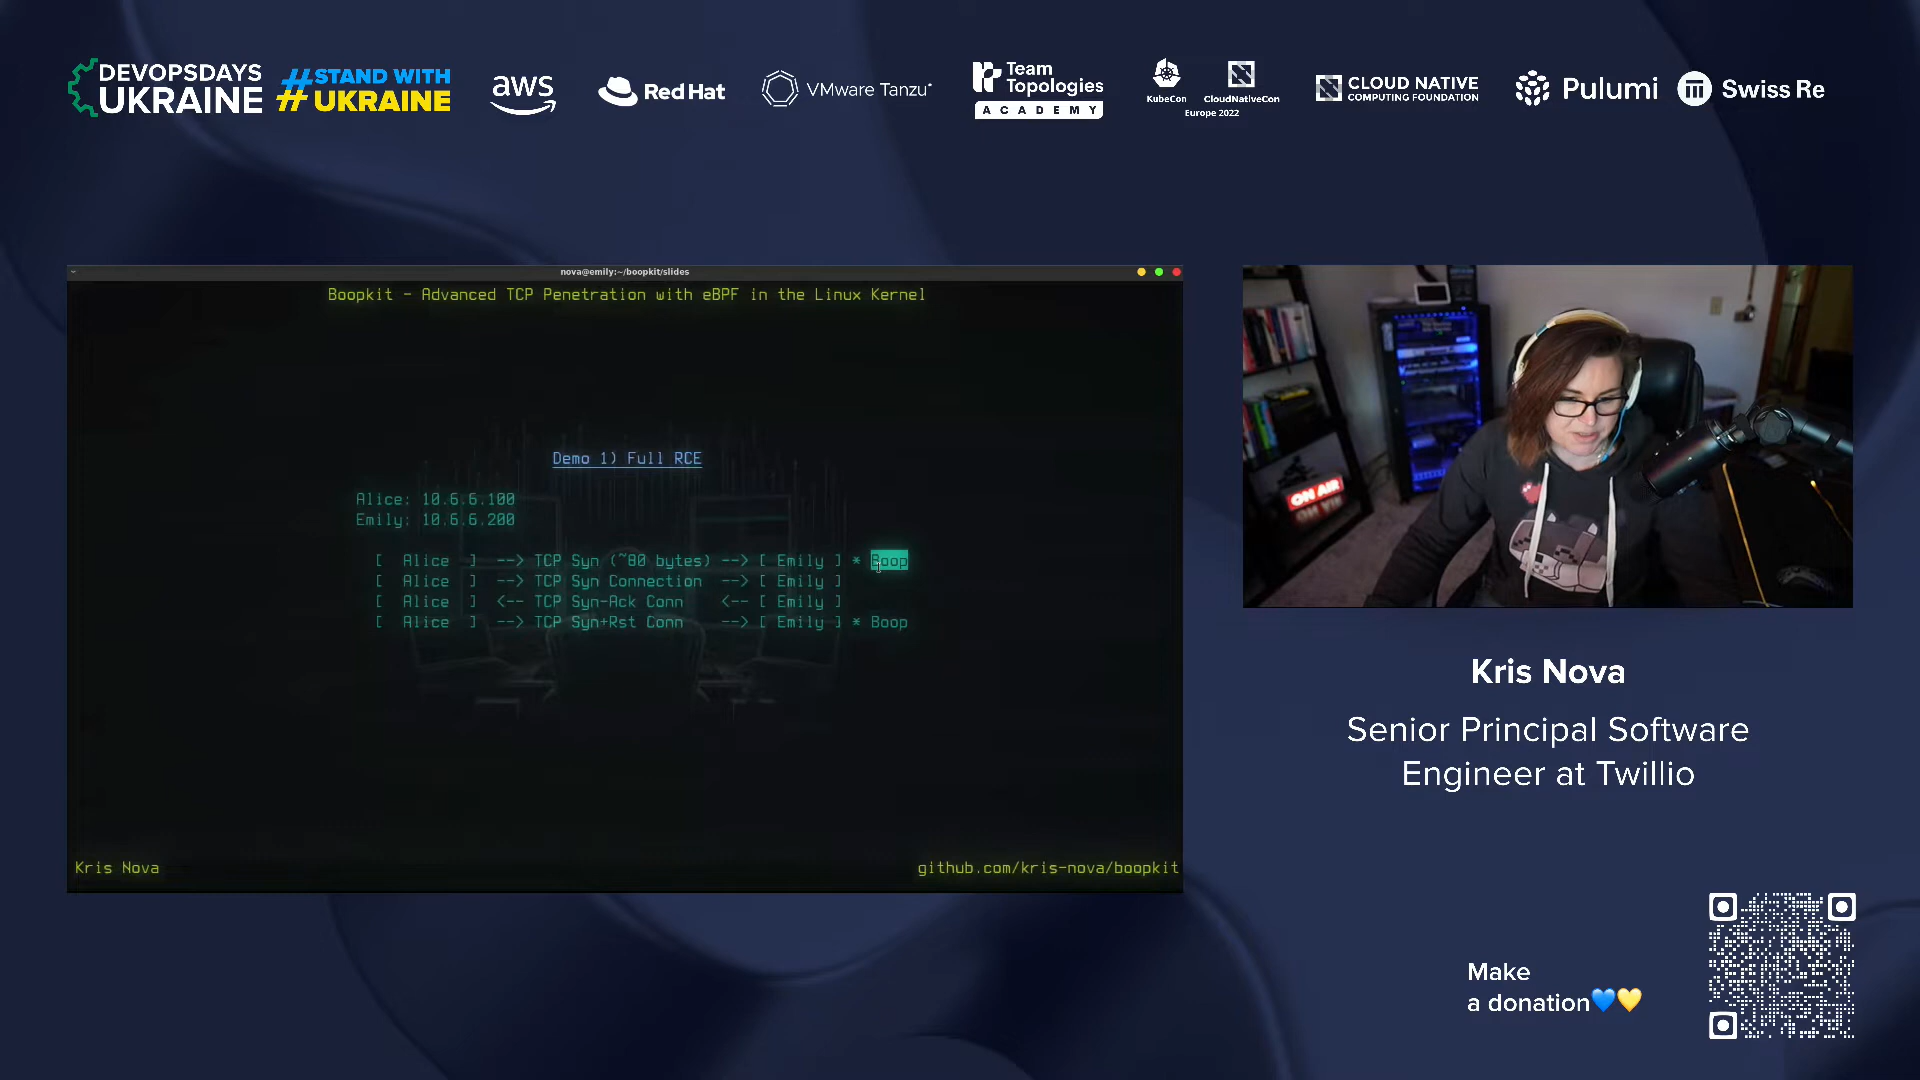 DEVOPSDAYS
UKRAINE
#STAND WITH
UKRAINE
aws
Red Hat
VMware Tanzu
Team
Topologies
ACADEMY
KubeCon CloudNativeCon
Europe 2022
CLOUD NATIVE
COMPUTING FOUNDATION
Pulumi
Swiss Re
nova@emily:~/boopkit/slides
Boopkit - Advanced TCP Penetration with eBPF in the Linux Kernel
Demo 1) Full RCE
Alice: 10.6.6.100
Emily: 10.6.6.200
[ Alice ] --> TCP Syn (~80 bytes) --> [ Emily ] * Boop
[ Alice ] --> TCP Syn Connection --> [ Emily ]
[ Alice ] <-- TCP Syn-Ack Conn <-- [ Emily ]
[ Alice ] --> TCP Syn+Rst Conn --> [ Emily ] * Boop
Kris Nova
github.com/kris-nova/boopkit
ON AIR
Kris Nova
Senior Principal Software
Engineer at Twillio
Make
a donation💙💛